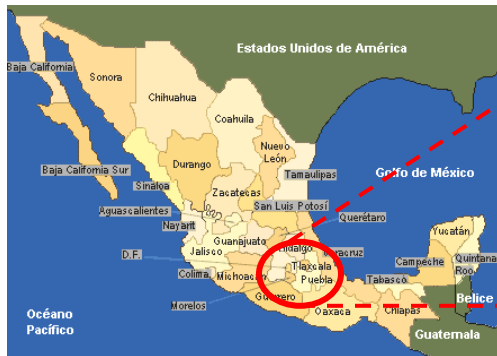 Estados Unidos de América
Baja California
Sonora
Chihuahua
Coahuila
Nuevo
León
Durango
Tamaulipas
Golfo de México
Baja California Sur
Sinaloa
Zacatecas
San Luis Potosí
Aguascalientes
Querétaro
Nayarit
Guanajuato
Hidalgo
Veracruz
Yucatán
D.F.
Jalisco
Tlaxcala
Campeche
Quintana
Roo
Colima
Michoacán
Puebla
Tabasco
Morelos
Guerrero
Oaxaca
Chiapas
Belice
Océano
Pacífico
Guatemala